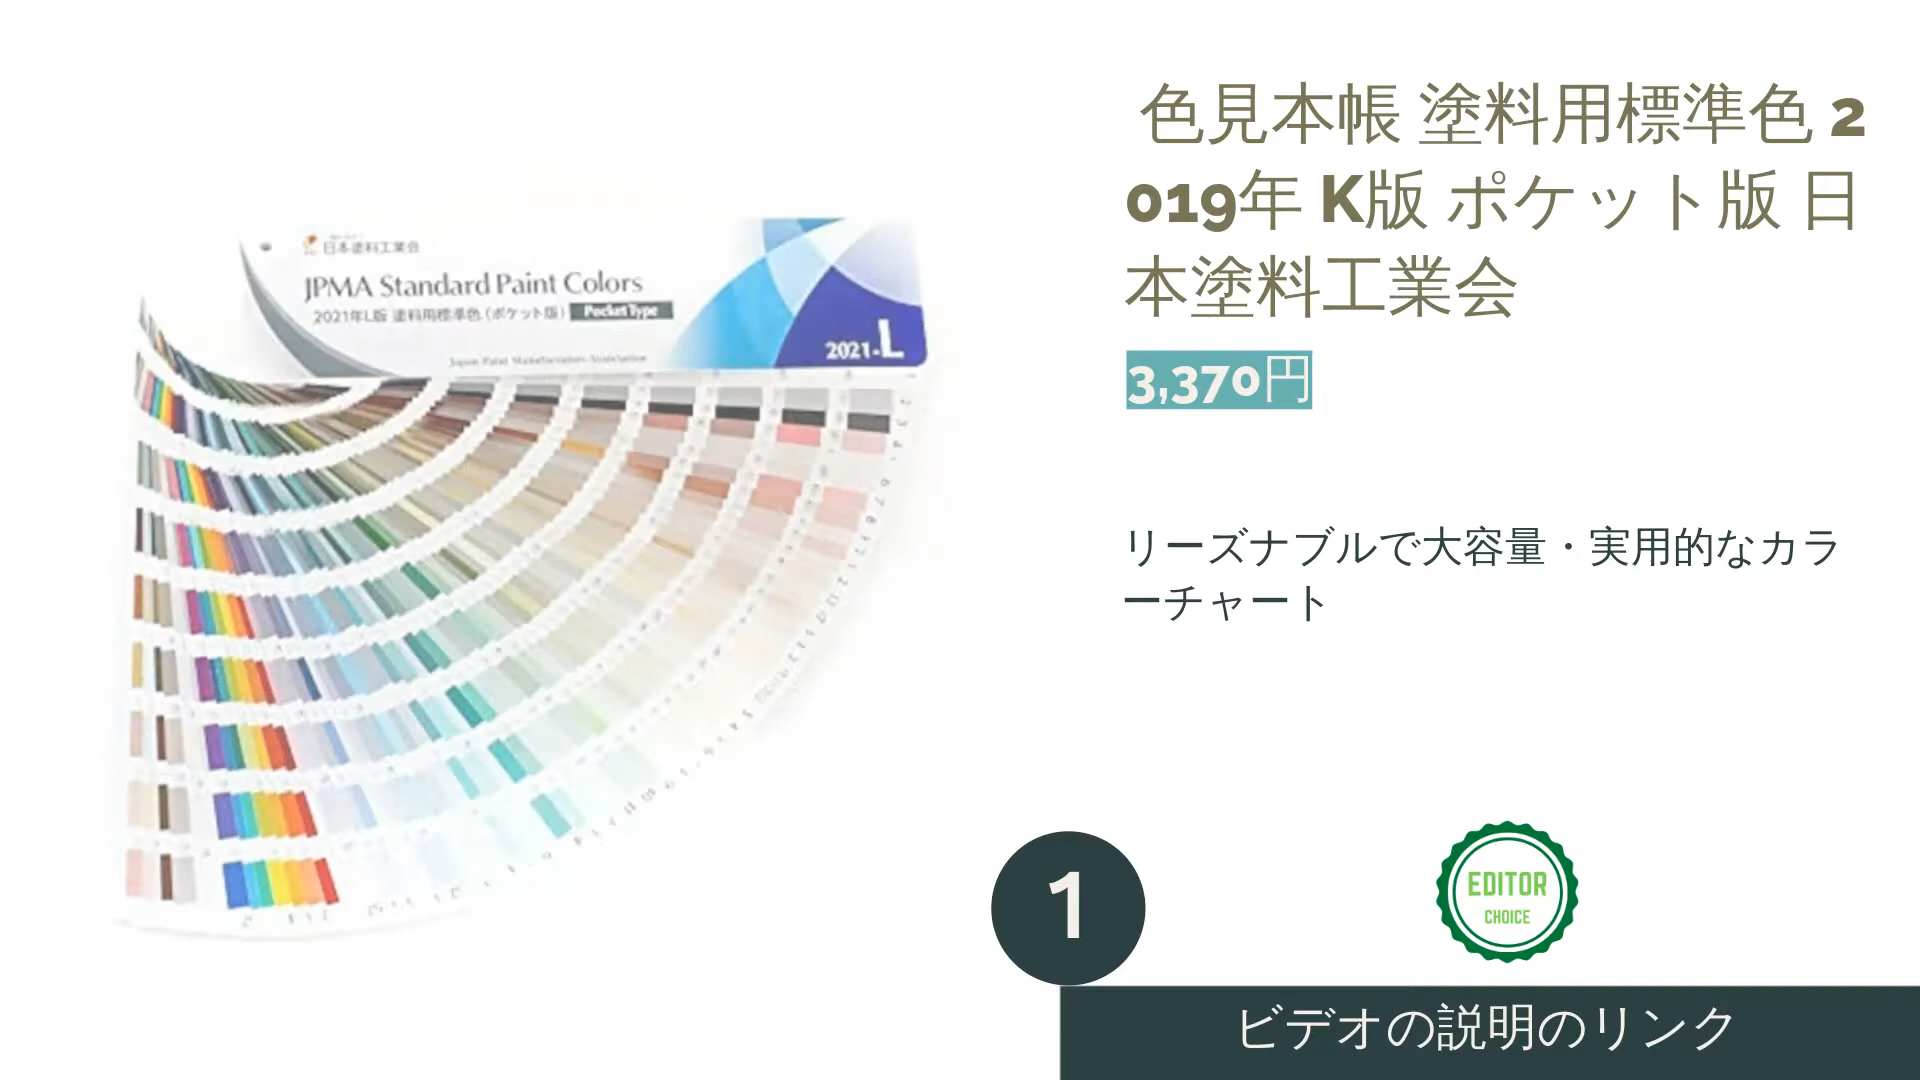 色見本帳 塗料用標準色 2
019年 K版 ポケット版 日
本塗料工業会
3,370円
リーズナブルで大容量・実用的なカラ
ーチャート
日本塗料工業会
JPMA Standard Paint Colors
2021年L版 塗料用標準色(ポケット版) Pocket Type
2021-L
Japan Paint Manufacturers Association
1
EDITOR
CHOICE
ビデオの説明のリンク